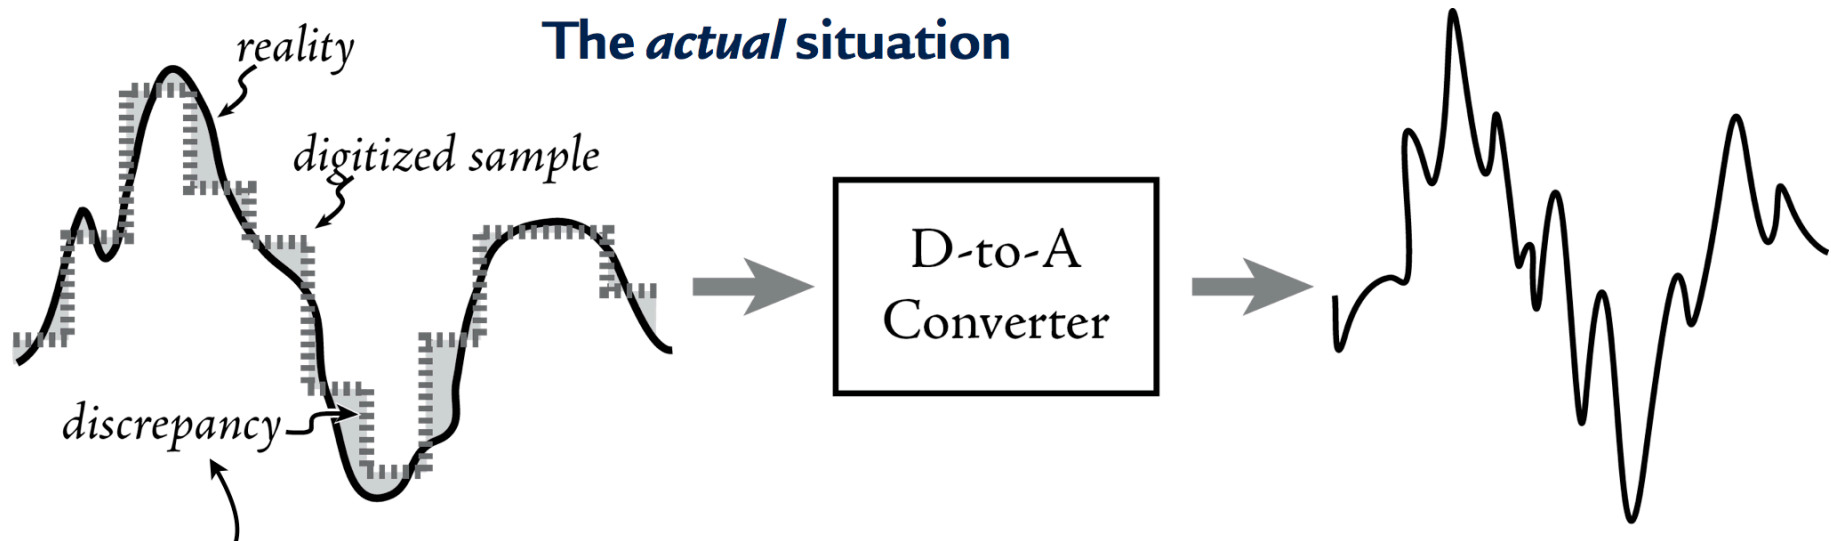 The actual situation
reality
digitized sample
D-to-A
Converter
discrepancy